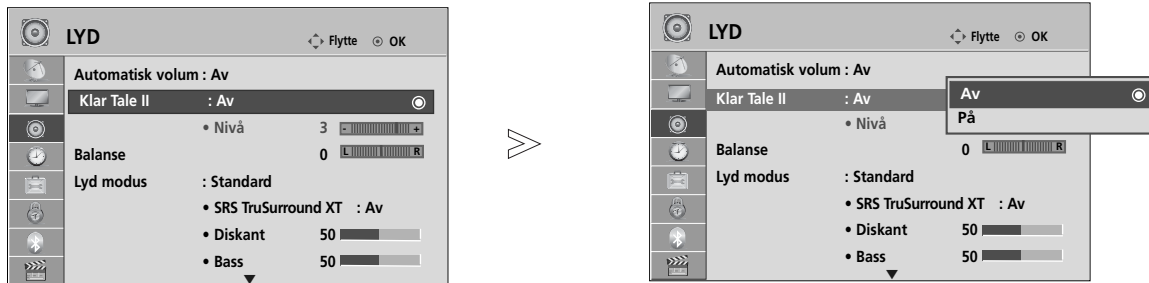 LYD
Flytte OK
Automatisk volum : Av
Klar Tale II : Av
• Nivå 3 - +
Balanse 0 L R
Lyd modus : Standard
• SRS TruSurround XT : Av
• Diskant 50
• Bass 50
LYD
Flytte OK
Automatisk volum : Av
Klar Tale II : Av
Av
På
• Nivå
Balanse 0 L R
Lyd modus : Standard
• SRS TruSurround XT : Av
• Diskant 50
• Bass 50